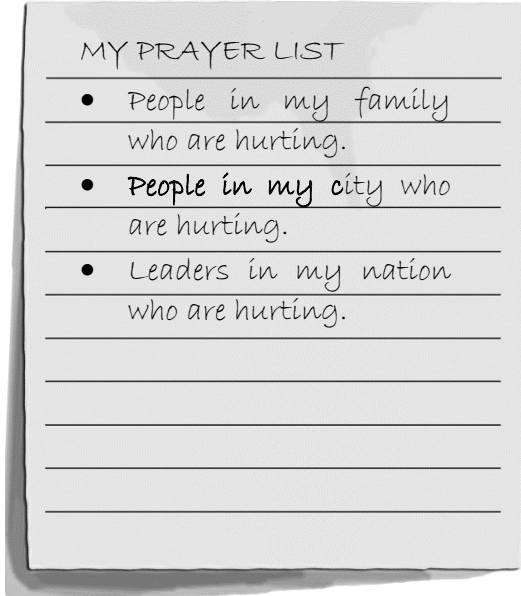 MY PRAYER LIST
• People in my family
who are hurting.
• People in my city who
are hurting.
• Leaders in my nation
who are hurting.